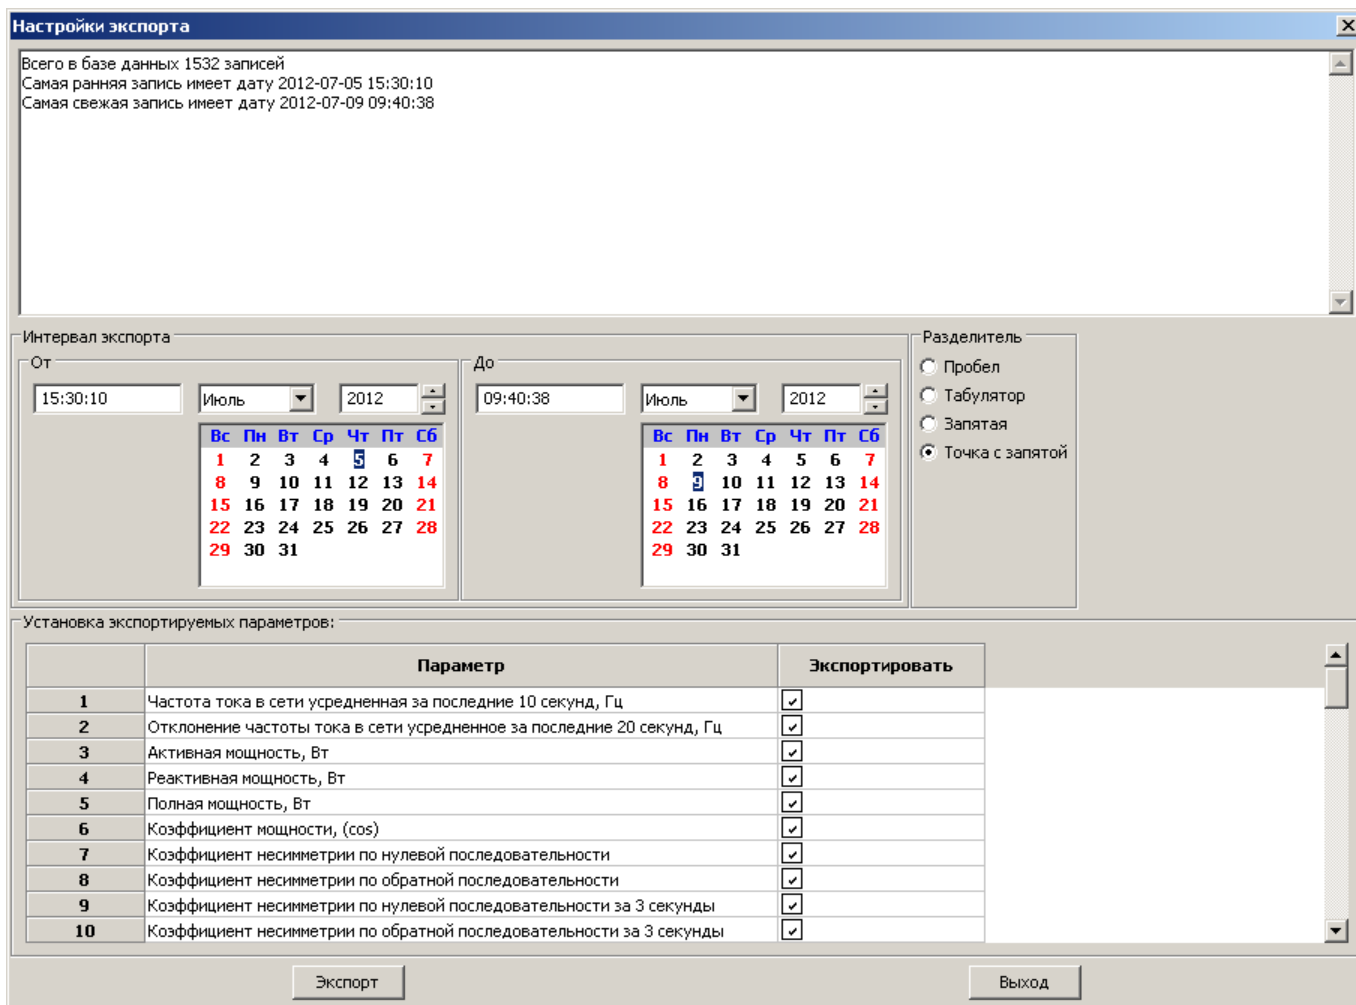 Настройки экспорта
Всего в базе данных 1532 записей
Самая ранняя запись имеет дату 2012-07-05 15:30:10
Самая свежая запись имеет дату 2012-07-09 09:40:38
Интервал экспорта
От
15:30:10 Июль 2012
Вс Пн Вт Ср Чт Пт Сб
1 2 3 4 5 6 7
8 9 10 11 12 13 14
15 16 17 18 19 20 21
22 23 24 25 26 27 28
29 30 31
До
09:40:38 Июль 2012
Вс Пн Вт Ср Чт Пт Сб
1 2 3 4 5 6 7
8 9 10 11 12 13 14
15 16 17 18 19 20 21
22 23 24 25 26 27 28
29 30 31
Разделитель
Пробел
Табулятор
Запятая
Точка с запятой
Установка экспортируемых параметров:
Параметр Экспортировать
1 Частота тока в сети усредненная за последние 10 секунд, Гц
2 Отклонение частоты тока в сети усредненное за последние 20 секунд, Гц
3 Активная мощность, Вт
4 Реактивная мощность, Вт
5 Полная мощность, Вт
6 Коэффициент мощности, (cos)
7 Коэффициент несимметрии по нулевой последовательности
8 Коэффициент несимметрии по обратной последовательности
9 Коэффициент несимметрии по нулевой последовательности за 3 секунды
10 Коэффициент несимметрии по обратной последовательности за 3 секунды
Экспорт Выход